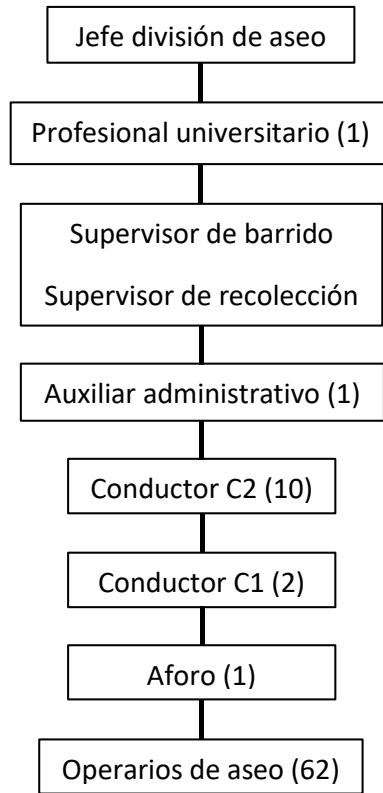 Jefe división de aseo
Profesional universitario (1)
Supervisor de barrido
Supervisor de recolección
Auxiliar administrativo (1)
Conductor C2 (10)
Conductor C1 (2)
Aforo (1)
Operarios de aseo (62)